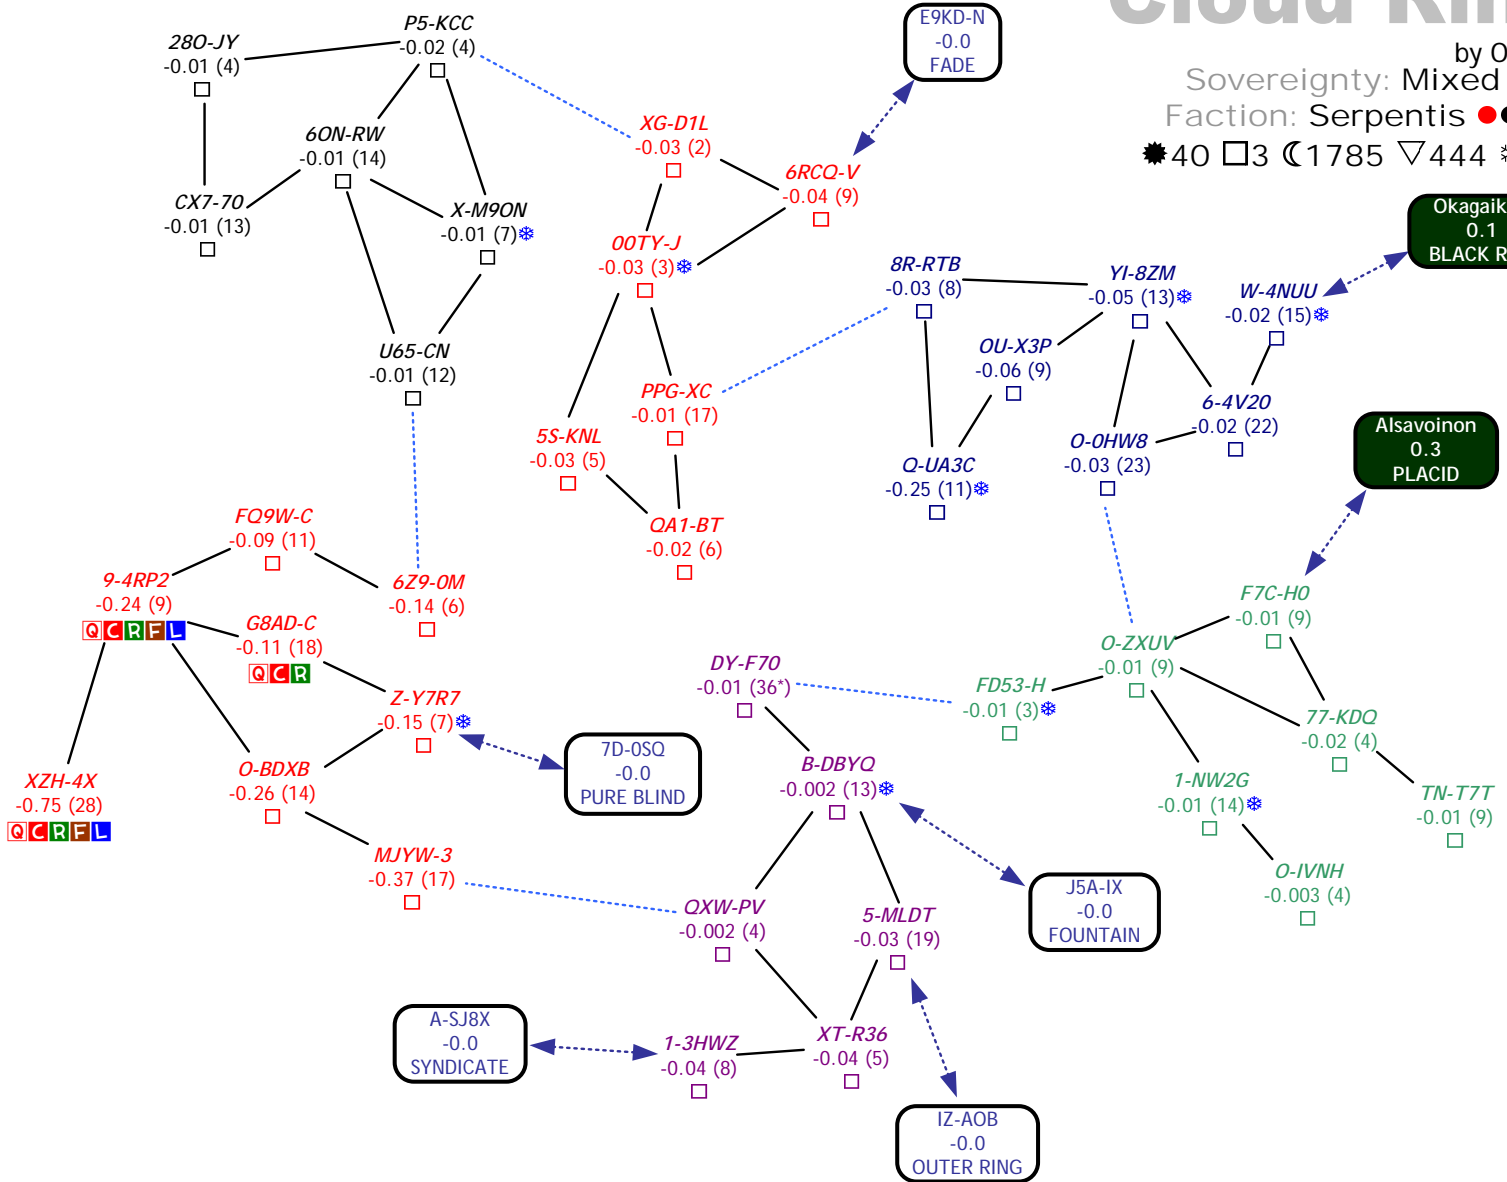 Cloud Rin
by O
Sovereignty: Mixed
Faction: Serpentis
40 3 1785 444
E9KD-N
-0.0
FADE
P5-KCC
-0.02 (4)
28O-JY
-0.01 (4)
6ON-RW
-0.01 (14)
CX7-70
-0.01 (13)
X-M9ON
-0.01 (7)
U65-CN
-0.01 (12)
XG-D1L
-0.03 (2)
6RCQ-V
-0.04 (9)
00TY-J
-0.03 (3)
PPG-XC
-0.01 (17)
5S-KNL
-0.03 (5)
QA1-BT
-0.02 (6)
8R-RTB
-0.03 (8)
YI-8ZM
-0.05 (13)
W-4NUU
-0.02 (15)
Okagaik
0.1
BLACK R
OU-X3P
-0.06 (9)
6-4V20
-0.02 (22)
O-0HW8
-0.03 (23)
Q-UA3C
-0.25 (11)
Alsavoinon
0.3
PLACID
FQ9W-C
-0.09 (11)
9-4RP2
-0.24 (9)
Q C R F L
6Z9-0M
-0.14 (6)
G8AD-C
-0.11 (18)
Q C R
Z-Y7R7
-0.15 (7)
7D-0SQ
-0.0
PURE BLIND
XZH-4X
-0.75 (28)
Q C R F L
O-BDXB
-0.26 (14)
MJYW-3
-0.37 (17)
F7C-H0
-0.01 (9)
O-ZXUV
-0.01 (9)
FD53-H
-0.01 (3)
77-KDQ
-0.02 (4)
1-NW2G
-0.01 (14)
TN-T7T
-0.01 (9)
O-IVNH
-0.003 (4)
DY-F70
-0.01 (36*)
B-DBYQ
-0.002 (13)
J5A-IX
-0.0
FOUNTAIN
QXW-PV
-0.002 (4)
5-MLDT
-0.03 (19)
A-SJ8X
-0.0
SYNDICATE
1-3HWZ
-0.04 (8)
XT-R36
-0.04 (5)
IZ-AOB
-0.0
OUTER RING